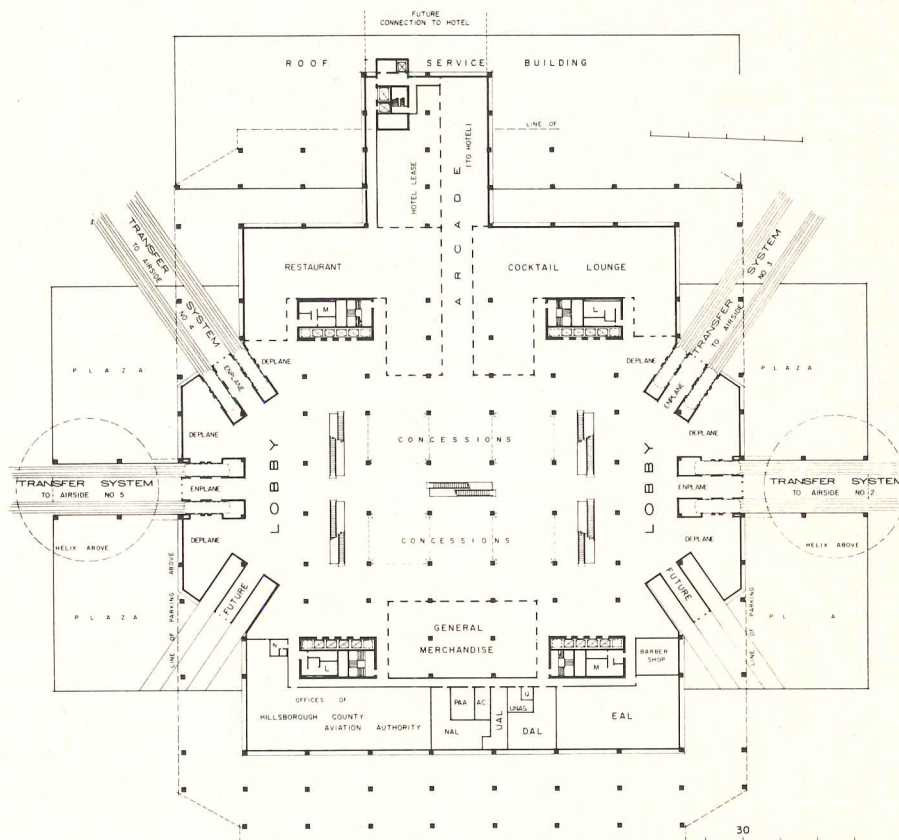 FUTURE
CONNECTION TO HOTEL
ROOF SERVICE BUILDING
LINE OF
(TO HOTEL)
HOTEL LEASE
ARCADE
TRANSFER SYSTEM
TO AIRSIDE NO 4
TRANSFER SYSTEM
TO AIRSIDE NO 3
RESTAURANT
COCKTAIL LOUNGE
M
L
PLAZA
DEPLANE
ENPLANE
DEPLANE
ENPLANE
PLAZA
DEPLANE
DEPLANE
LOBBY
CONCESSIONS
LOBBY
TRANSFER SYSTEM
TO AIRSIDE NO 5
ENPLANE
ENPLANE
TRANSFER SYSTEM
TO AIRSIDE NO 2
DEPLANE
CONCESSIONS
DEPLANE
HELIX ABOVE
HELIX ABOVE
LINE OF PARKING ABOVE
FUTURE
FUTURE
LINE OF PARKING ABOVE
PLAZA
PL A
GENERAL
MERCHANDISE
N
L
M
BARBER
SHOP
OFFICES OF
HILLSBOROUGH COUNTY
AVIATION AUTHORITY
PAA
AC
UAL
U
UNAS
NAL
DAL
EAL
30